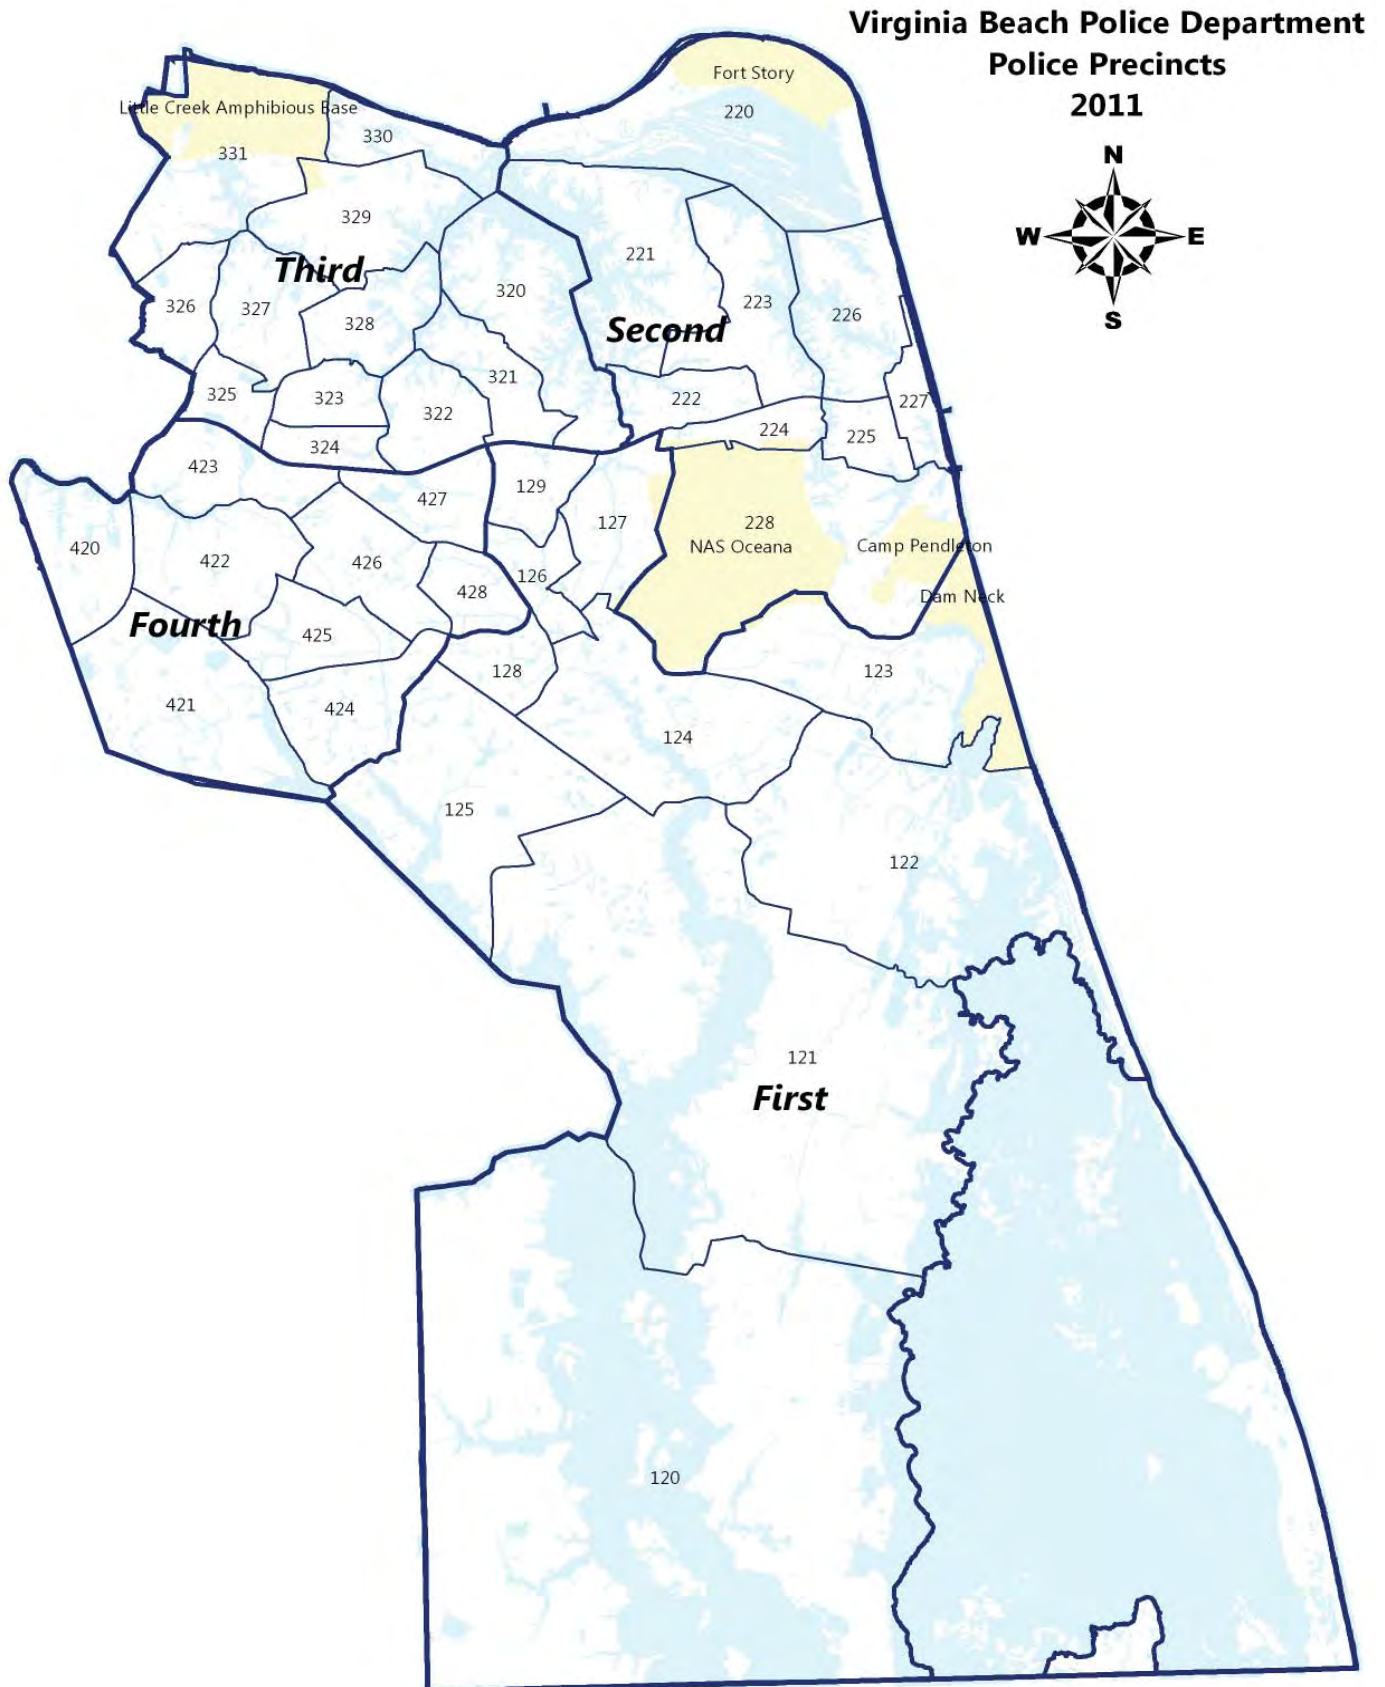 Virginia Beach Police Department
Police Precincts
2011
N
W
E
S
Fort Story
220
Little Creek Amphibious Base
330
331
329
Third
326
327
328
320
221
223
226
Second
325
323
322
321
222
227
324
224
225
423
427
129
127
228
NAS Oceana
Camp Pendleton
Dam Neck
420
422
426
428
126
Fourth
425
128
123
421
424
124
125
122
121
First
120